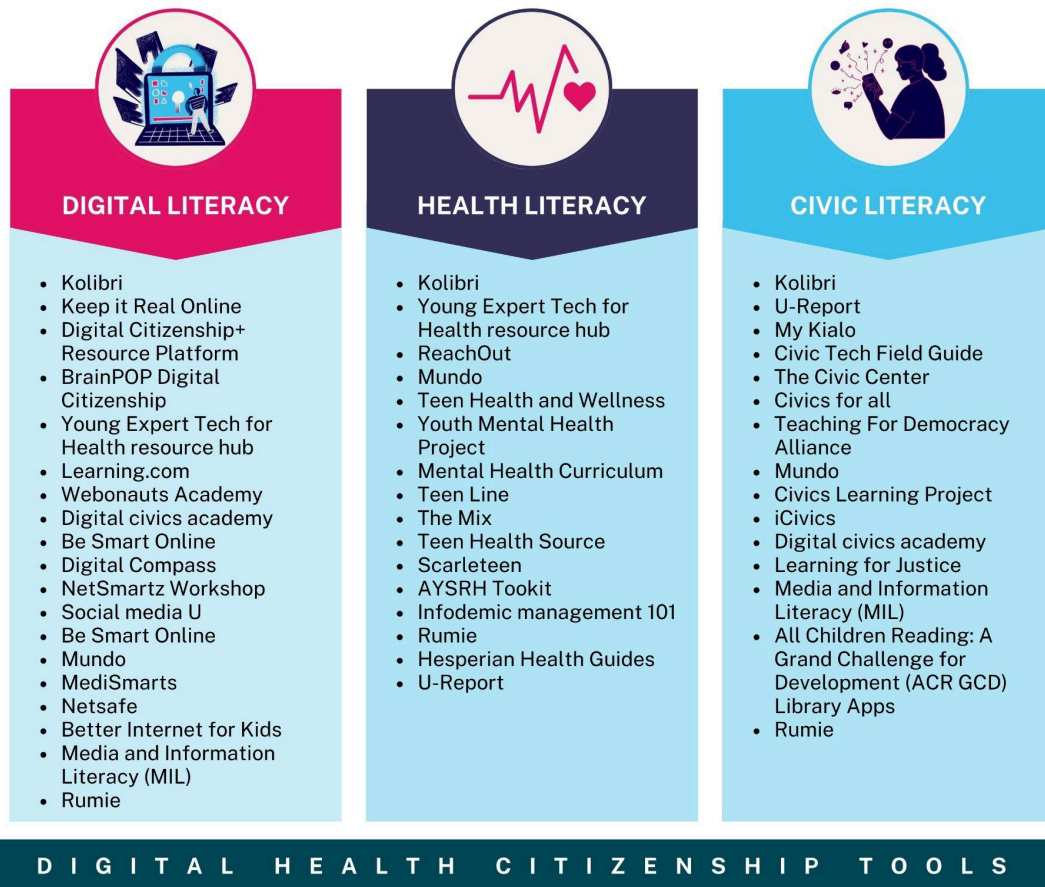 DIGITAL LITERACY
• Kolibri
• Keep it Real Online
• Digital Citizenship+
Resource Platform
• BrainPOP Digital
Citizenship
• Young Expert Tech for
Health resource hub
• Learning.com
• Webonauts Academy
• Digital civics academy
• Be Smart Online
• Digital Compass
• NetSmartz Workshop
• Social media U
• Be Smart Online
• Mundo
• MediSmarts
• Netsafe
• Better Internet for Kids
• Media and Information
Literacy (MIL)
• Rumie
HEALTH LITERACY
• Kolibri
• Young Expert Tech for
Health resource hub
• ReachOut
• Mundo
• Teen Health and Wellness
• Youth Mental Health
Project
• Mental Health Curriculum
• Teen Line
• The Mix
• Teen Health Source
• Scarleteen
• AYSRH Tookit
• Infodemic management 101
• Rumie
• Hesperian Health Guides
• U-Report
CIVIC LITERACY
• Kolibri
• U-Report
• My Kialo
• Civic Tech Field Guide
• The Civic Center
• Civics for all
• Teaching For Democracy
Alliance
• Mundo
• Civics Learning Project
• iCivics
• Digital civics academy
• Learning for Justice
• Media and Information
Literacy (MIL)
• All Children Reading: A
Grand Challenge for
Development (ACR GCD)
Library Apps
• Rumie
DIGITAL HEALTH CITIZENSHIP TOOLS